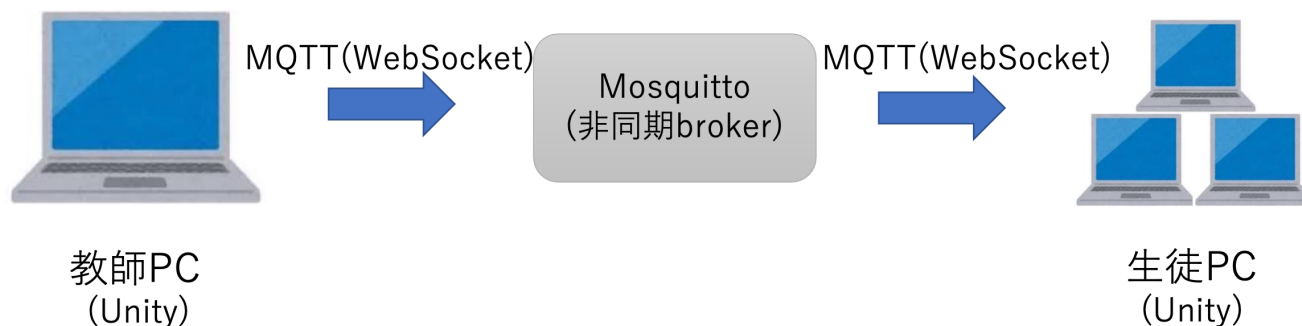 MQTT(WebSocket)
Mosquitto
(非同期broker)
MQTT(WebSocket)
教師PC
(Unity)
生徒PC
(Unity)